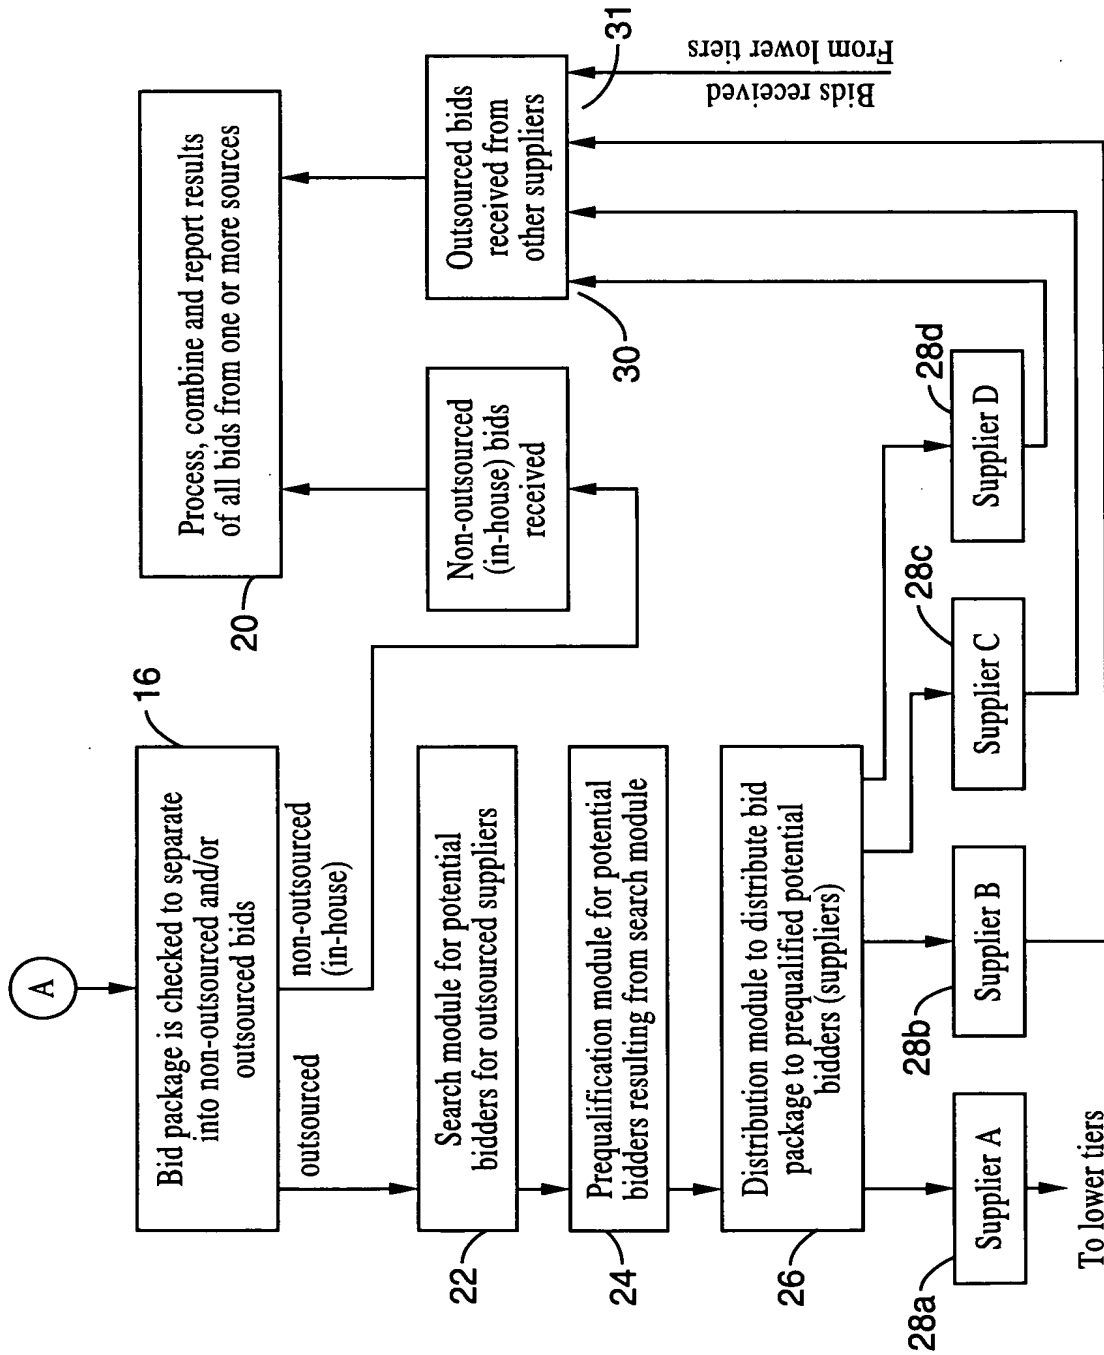 A
16
Bid package is checked to separate
into non-outsourced and/or
outsourced bids
outsourced
non-outsourced
(in-house)
20
Process, combine and report results
of all bids from one or more sources
22
Search module for potential
bidders for outsourced suppliers
24
Prequalification module for potential
bidders resulting from search module
Non-outsourced
(in-house) bids
received
30
Outsourced bids
received from
other suppliers
31
Bids received
From lower tiers
26
Distribution module to distribute bid
package to prequalified potential
bidders (suppliers)
28a
Supplier A
28b
Supplier B
28c
Supplier C
28d
Supplier D
To lower tiers